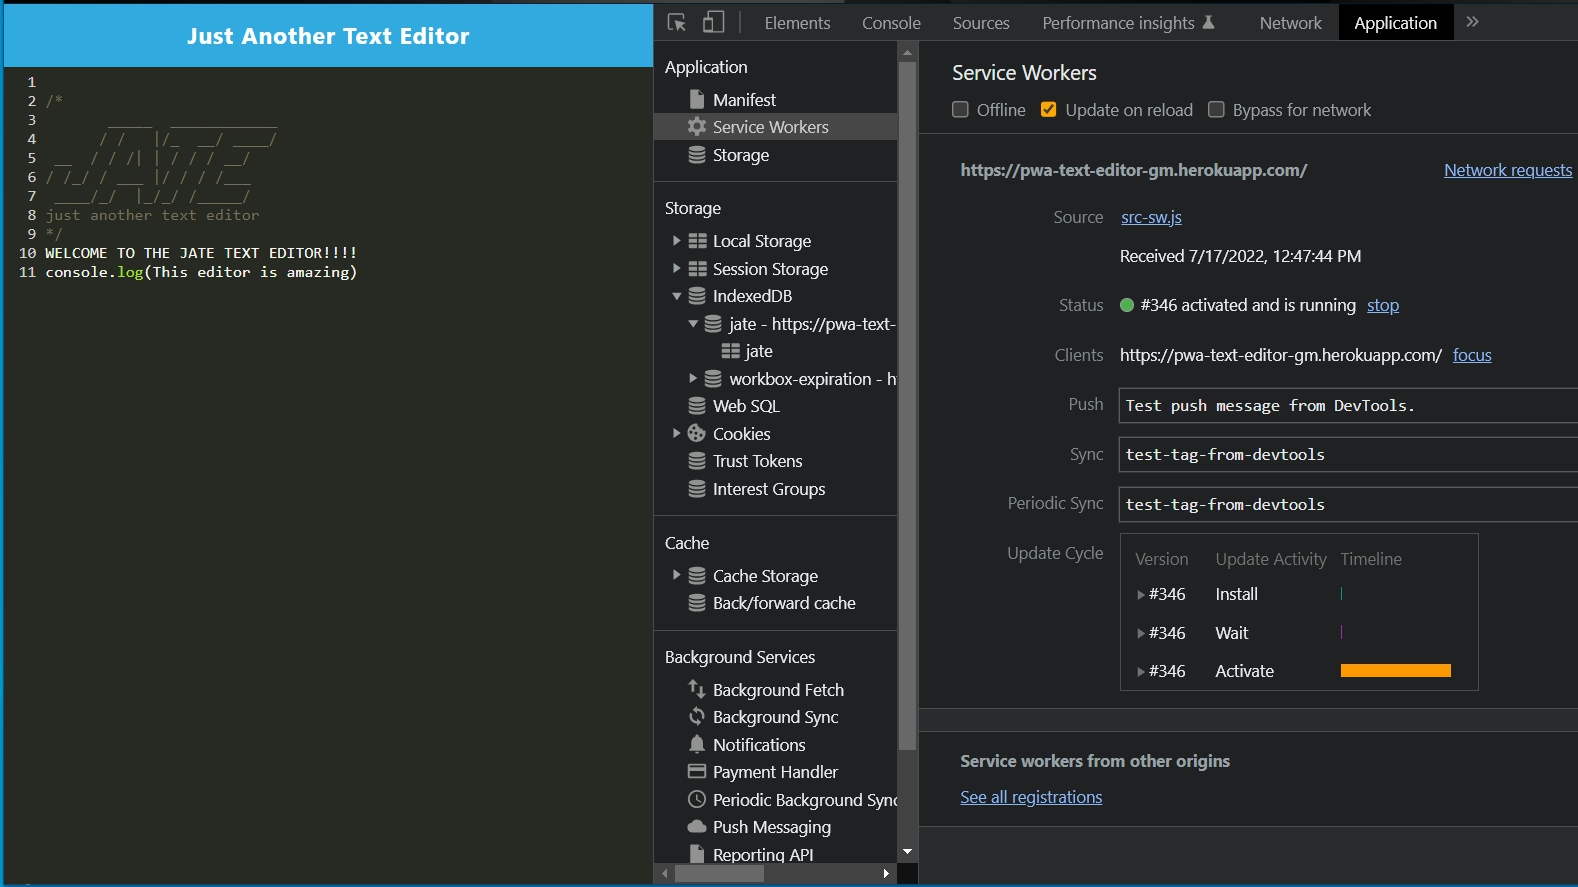 Just Another Text Editor
1
2 /*
3      _____  ____________
4      / /   |/_  __/ ____/
5  __  / / /| | / / / __/
6 / /_/ / ___ |/ / / /___
7  ____/_/  |_/_/ /_____/
8 just another text editor
9 */
10 WELCOME TO THE JATE TEXT EDITOR!!!!
11 console.log(This editor is amazing)
Elements Console Sources Performance insights Network Application
Application
Manifest
Service Workers
Storage
Storage
Local Storage
Session Storage
IndexedDB
jate - https://pwa-text-
jate
workbox-expiration - h
Web SQL
Cookies
Trust Tokens
Interest Groups
Cache
Cache Storage
Back/forward cache
Background Services
Background Fetch
Background Sync
Notifications
Payment Handler
Periodic Background Sync
Push Messaging
Reporting API
Service Workers
Offline Update on reload Bypass for network
https://pwa-text-editor-gm.herokuapp.com/ Network requests
Source src-sw.js
Received 7/17/2022, 12:47:44 PM
Status #346 activated and is running stop
Clients https://pwa-text-editor-gm.herokuapp.com/ focus
Push Test push message from DevTools.
Sync test-tag-from-devtools
Periodic Sync test-tag-from-devtools
Update Cycle Version Update Activity Timeline
#346 Install
#346 Wait
#346 Activate
Service workers from other origins
See all registrations